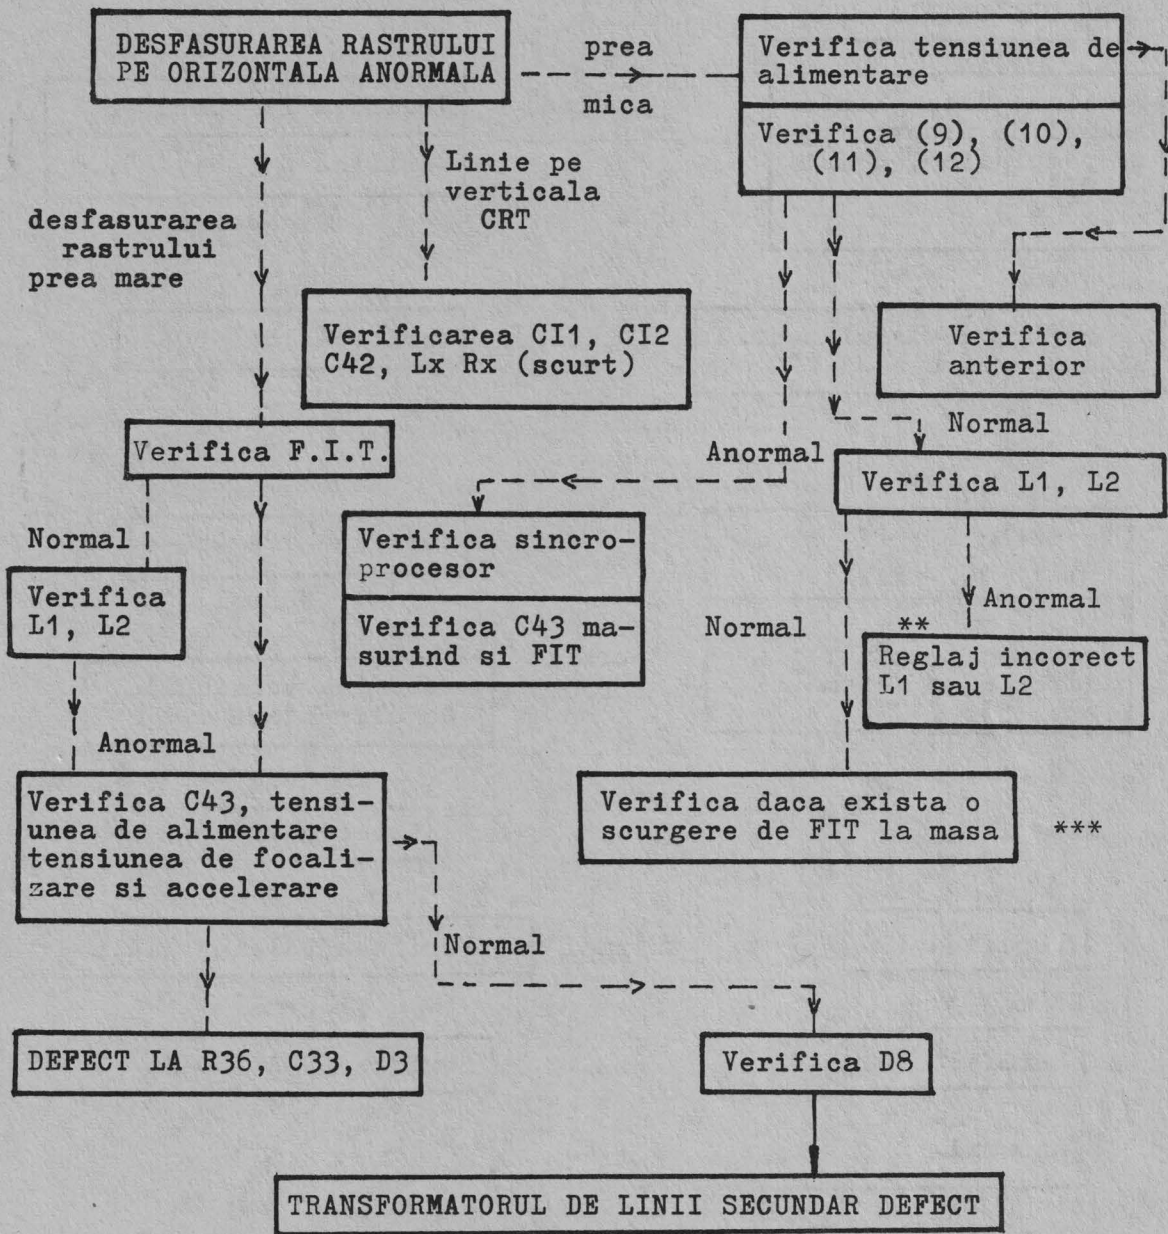 DESFASURAREA RASTRULUI
PE ORIZONTALA ANORMALA
prea
mica
Verifica tensiunea de
alimentare
Verifica (9), (10),
(11), (12)
Linie pe
verticala
CRT
desfasurarea
rastrului
prea mare
Verificarea CI1, CI2
C42, Lx Rx (scurt)
Verifica
anterior
Verifica F.I.T.
Anormal
Normal
Verifica L1, L2
Normal
Verifica
L1, L2
Verifica sincro-
procesor
Verifica C43 ma-
surind si FIT
Normal
Anormal
**
Reglaj incorect
L1 sau L2
Anormal
Verifica C43, tensi-
unea de alimentare
tensiunea de focali-
zare si accelerare
Verifica daca exista o
scurgere de FIT la masa
***
Normal
DEFECT LA R36, C33, D3
Verifica D8
TRANSFORMATORUL DE LINII SECUNDAR DEFECT